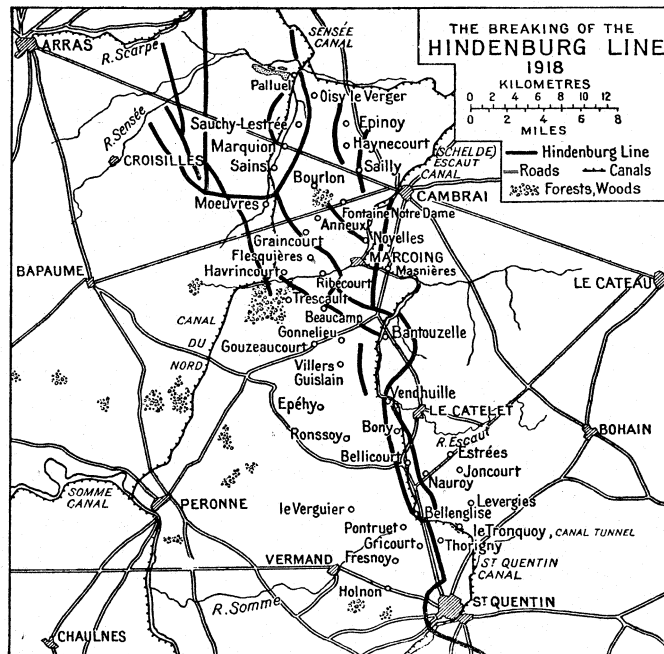 THE BREAKING OF THE
HINDENBURG LINE
1918
KILOMETRES
0 2 4 6 8 10 12
0 2 4 6 8
MILES
Hindenburg Line
Roads
Canals
Forests, Woods
ARRAS
R. Scarpe
SENSÉE
CANAL
Palluel
Oisy le Verger
R. Sensée
Sauchy-Lestrée
Epinoy
Marquion
Haynecourt
(SCHELDE)
ESCAUT
CANAL
CROISILLES
Sains
Sailly
Bourlon
CAMBRAI
Moeuvres
Fontaine Notre Dame
Anneux
Graincourt
Noyelles
Flesquières
MARCOING
BAPAUME
Havrincourt
Ribecourt
Masnières
LE CATEAU
Trescault
Beaucamp
CANAL
DU
NORD
Gonnelieu
Bantouzelle
Gouzeaucourt
Villers
Guislain
Vendhuille
Epéhy
LE CATELET
Ronssoy
Bony
R. Escaut
BOHAIN
Bellicourt
Estrées
Joncourt
Nauroy
SOMME
CANAL
PERONNE
le Verguier
Levergies
Bellenglise
Pontruet
le Tronquoy, CANAL TUNNEL
Gricourt
Thorigny
VERMAND
Fresnoy
ST QUENTIN
CANAL
Holnon
R. Somme
ST QUENTIN
CHAULNES